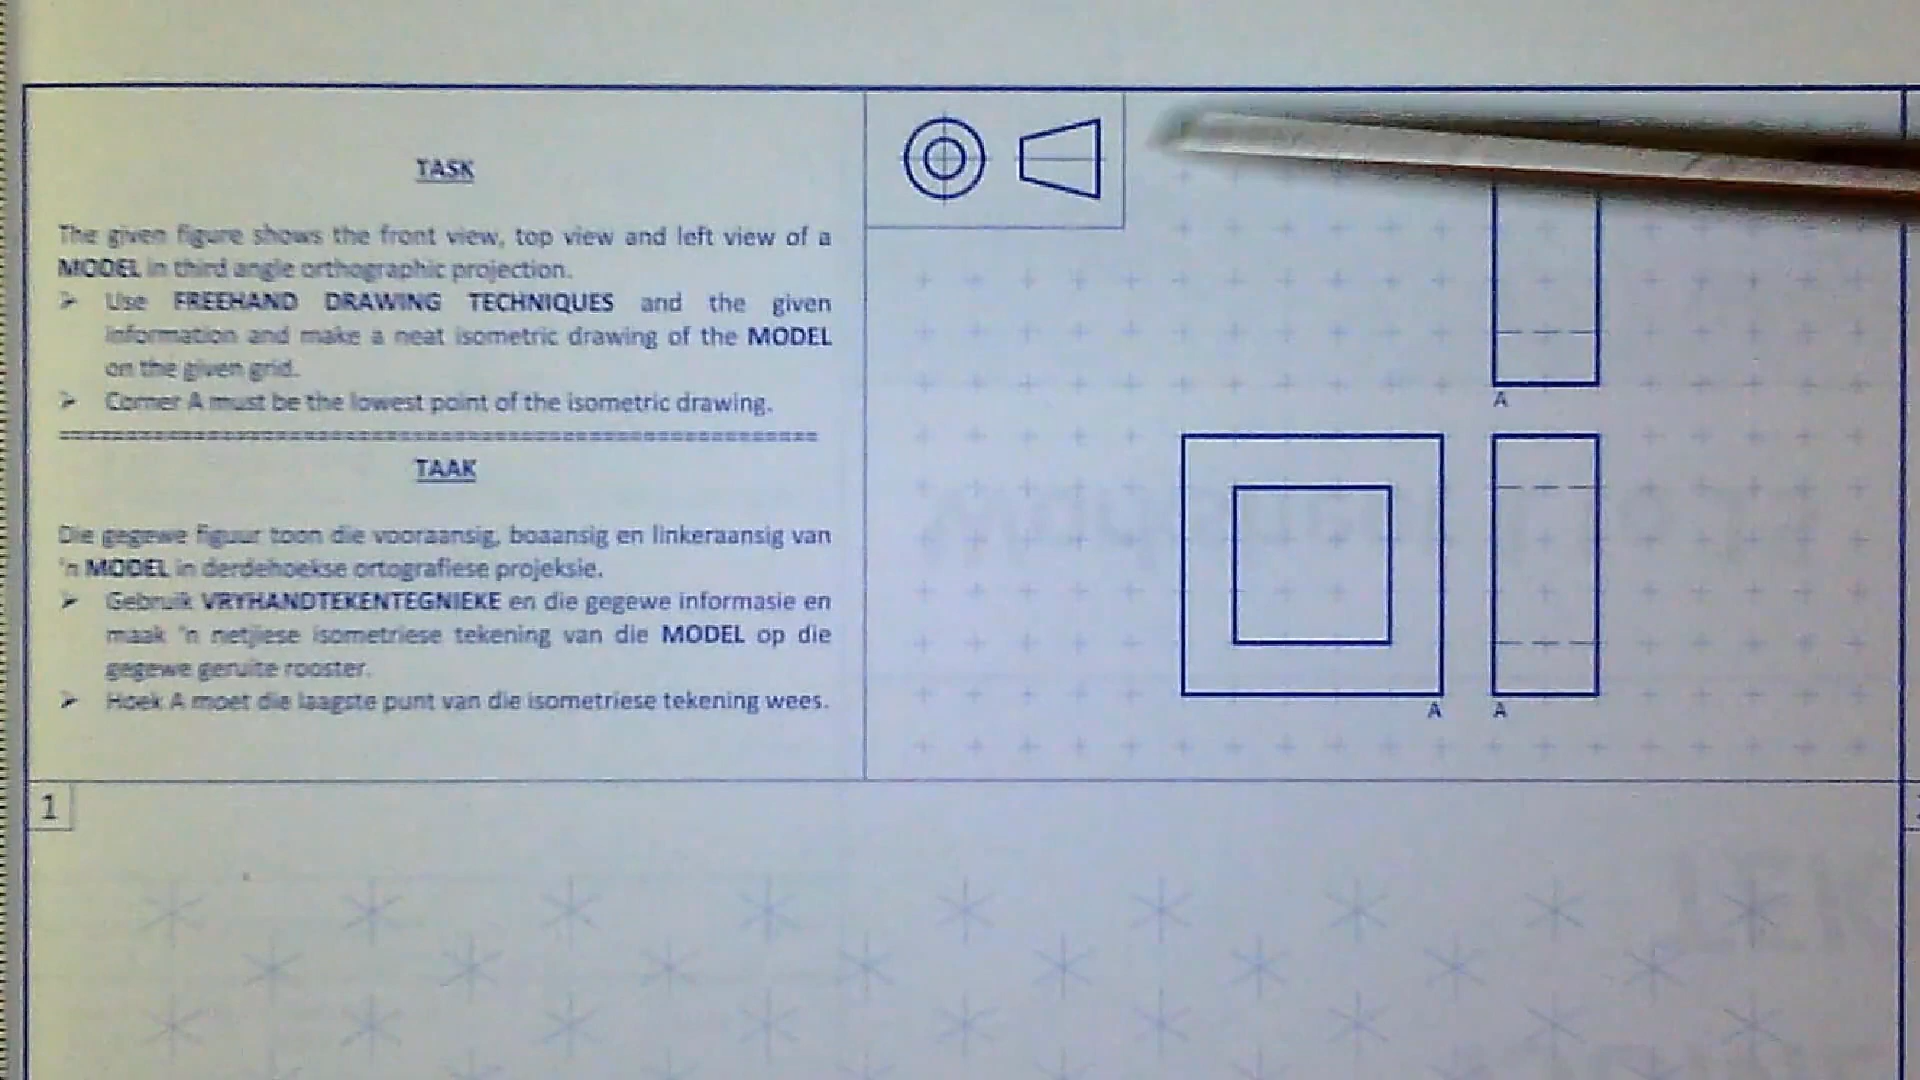 TASK
The given figure shows the front view, top view and left view of a
MODEL in third angle orthographic projection.
➢ Use FREEHAND DRAWING TECHNIQUES and the given
information and make a neat isometric drawing of the MODEL
on the given grid.
➢ Corner A must be the lowest point of the isometric drawing.
TAAK
Die gegewe figuur toon die vooraansig, boaansig en linkeraansig van
'n MODEL in derdehoekse ortografiese projeksie.
➢ Gebruik VRYHANDTEKENTEGNIEKE en die gegewe informasie en
maak 'n netjiese isometriese tekening van die MODEL op die
gegewe geruite rooster.
➢ Hoek A moet die laagste punt van die isometriese tekening wees.
A
A
A
1